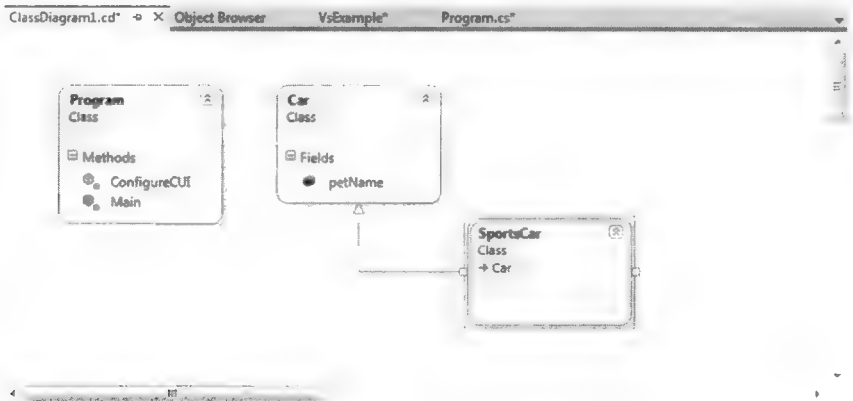 ClassDiagram1.cd* Object Browser VsExample* Program.cs*
Program
Class
Methods
ConfigureCUI
Main
Car
Class
Fields
petName
SportsCar
Class
→ Car